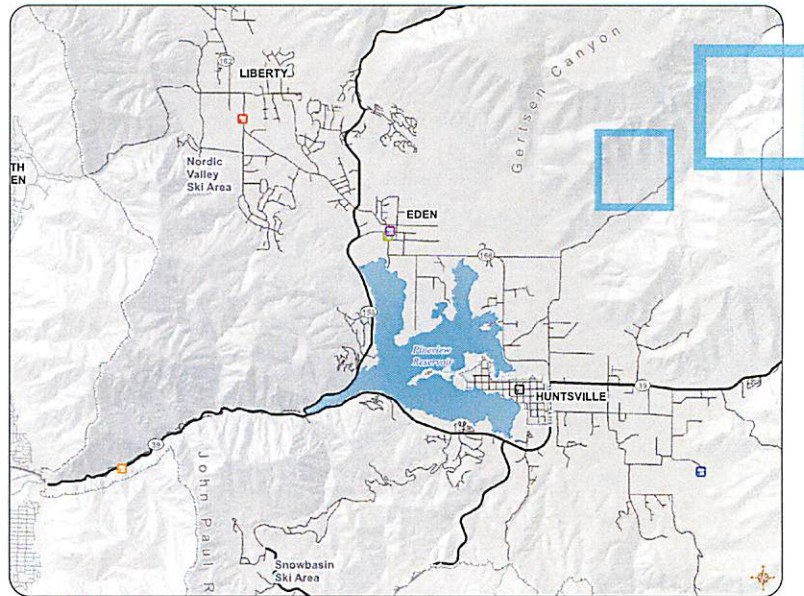 162
LIBERTY
Gertsen Canyon
Nordic
Valley
Ski Area
TH
EN
EDEN
166
158
Pineview
Reservoir
39
HUNTSVILLE
39
John Paul R
Snowbasin
Ski Area